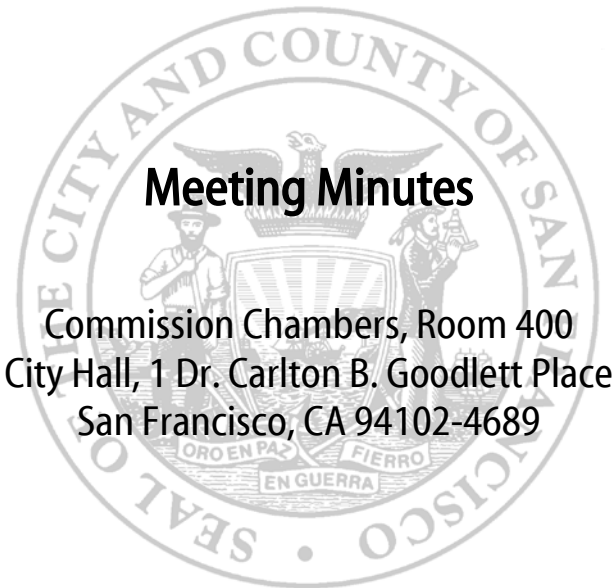 SEAL OF THE CITY AND COUNTY OF SAN FRANCISCO
Meeting Minutes
Commission Chambers, Room 400
City Hall, 1 Dr. Carlton B. Goodlett Place
San Francisco, CA 94102-4689
ORO EN PAZ
FIERRO
EN GUERRA